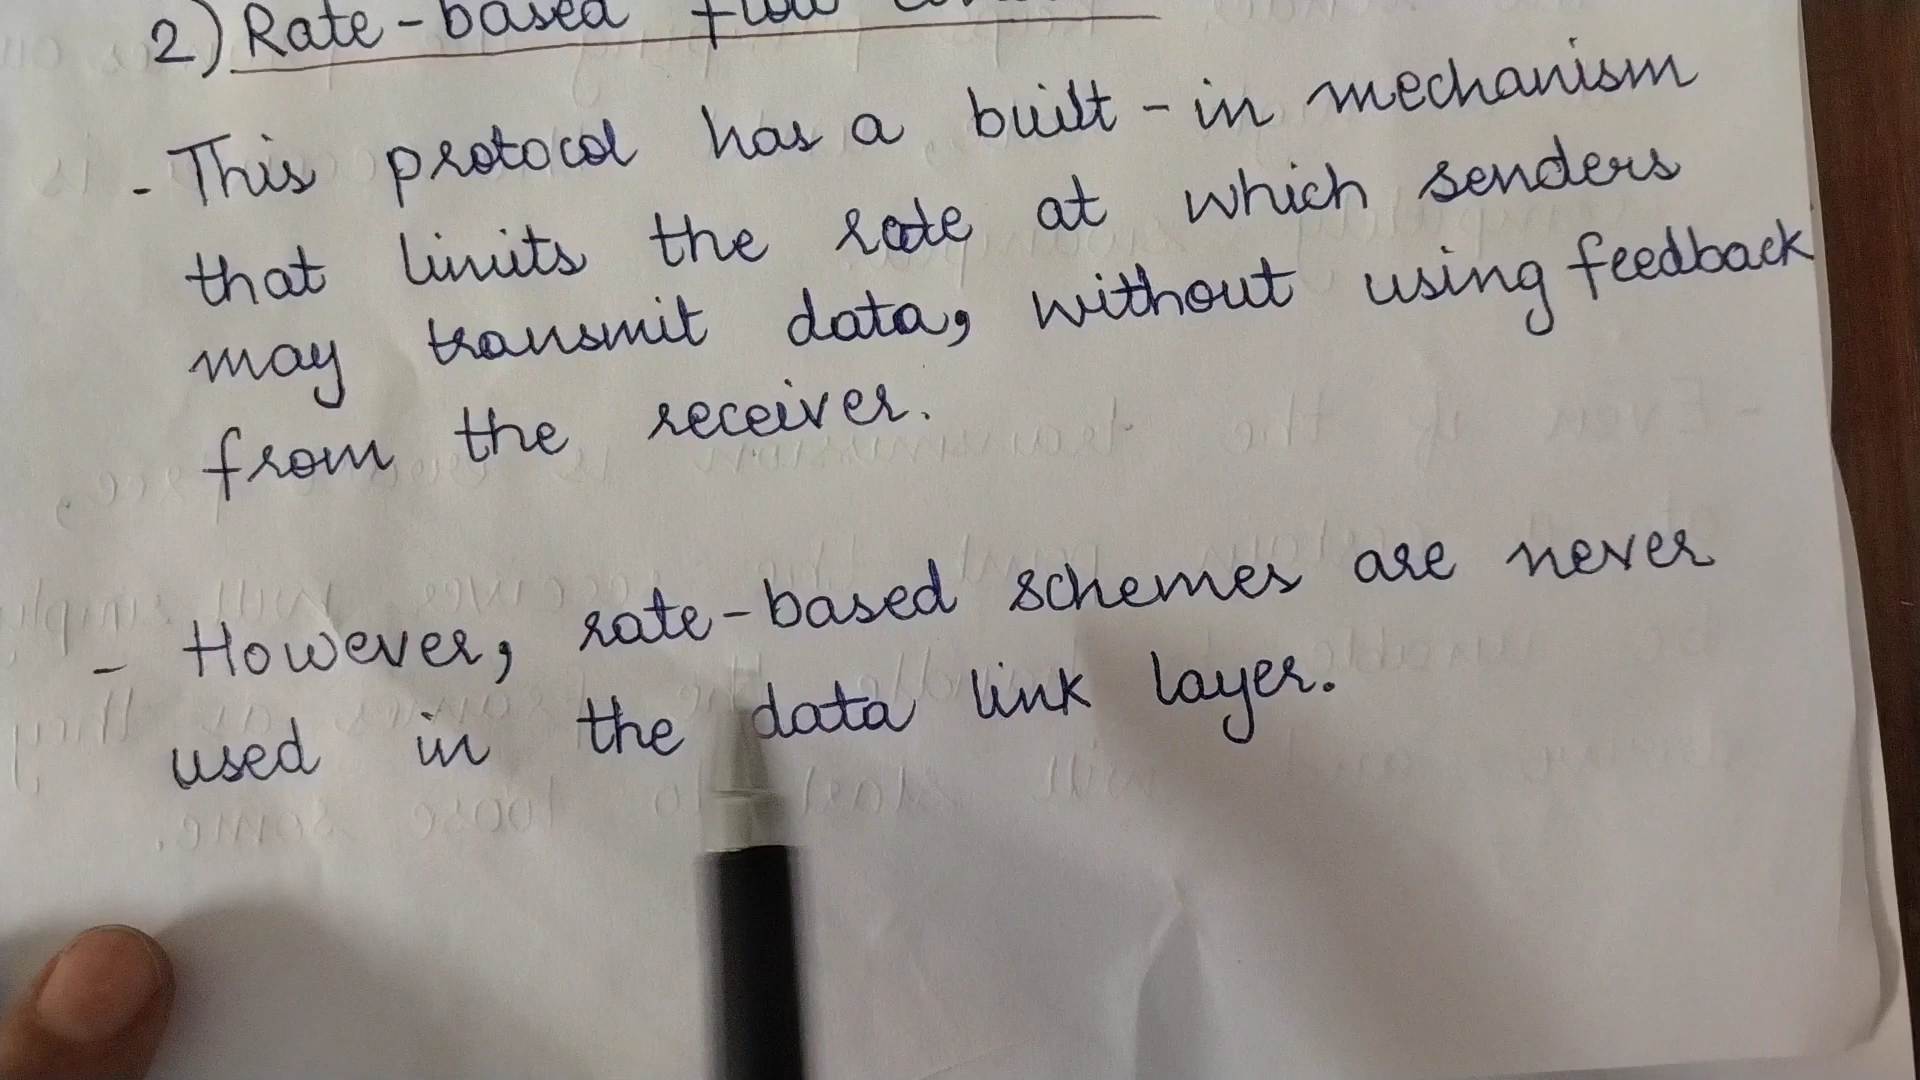 2) Rate-based flow
- This protocol has a built-in mechanism
that limits the rate at which senders
may transmit data, without using feedback
from the receiver.
- However, rate-based schemes are never
used in the data link layer.